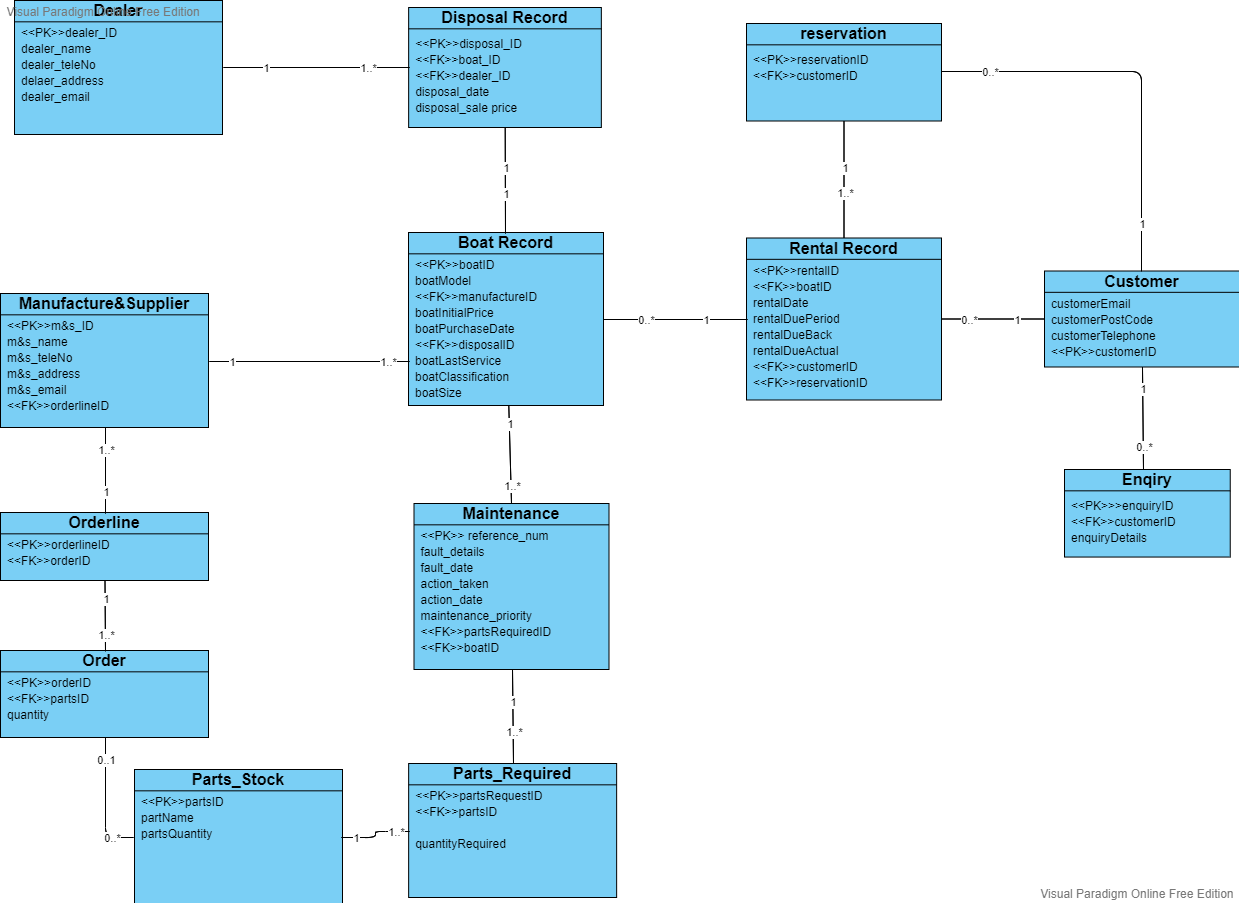 Visual Paradigm Online Free Edition
Dealer
<<PK>>dealer_ID
dealer_name
dealer_teleNo
delaer_address
dealer_email
1
1..*
Disposal Record
<<PK>>disposal_ID
<<FK>>boat_ID
<<FK>>dealer_ID
disposal_date
disposal_sale price
1
1
reservation
<<PK>>reservationID
<<FK>>customerID
0..*
1
1
1..*
Boat Record
<<PK>>boatID
boatModel
<<FK>>manufactureID
boatInitialPrice
boatPurchaseDate
<<FK>>disposalID
boatLastService
boatClassification
boatSize
0..*
1
Rental Record
<<PK>>rentalID
<<FK>>boatID
rentalDate
rentalDuePeriod
rentalDueBack
rentalDueActual
<<FK>>customerID
<<FK>>reservationID
0..*
1
Customer
customerEmail
customerPostCode
customerTelephone
<<PK>>customerID
1
0..*
Manufacture&Supplier
<<PK>>m&s_ID
m&s_name
m&s_teleNo
m&s_address
m&s_email
<<FK>>orderlineID
1
1..*
1..*
1
1
1..*
Enqiry
<<PK>>>enquiryID
<<FK>>customerID
enquiryDetails
Orderline
<<PK>>orderlineID
<<FK>>orderID
1
1..*
Maintenance
<<PK>> reference_num
fault_details
fault_date
action_taken
action_date
maintenance_priority
<<FK>>partsRequiredID
<<FK>>boatID
1
1..*
Order
<<PK>>orderID
<<FK>>partsID
quantity
0..1
0..*
Parts_Stock
<<PK>>partsID
partName
partsQuantity
1
1..*
Parts_Required
<<PK>>partsRequestID
<<FK>>partsID
quantityRequired
Visual Paradigm Online Free Edition